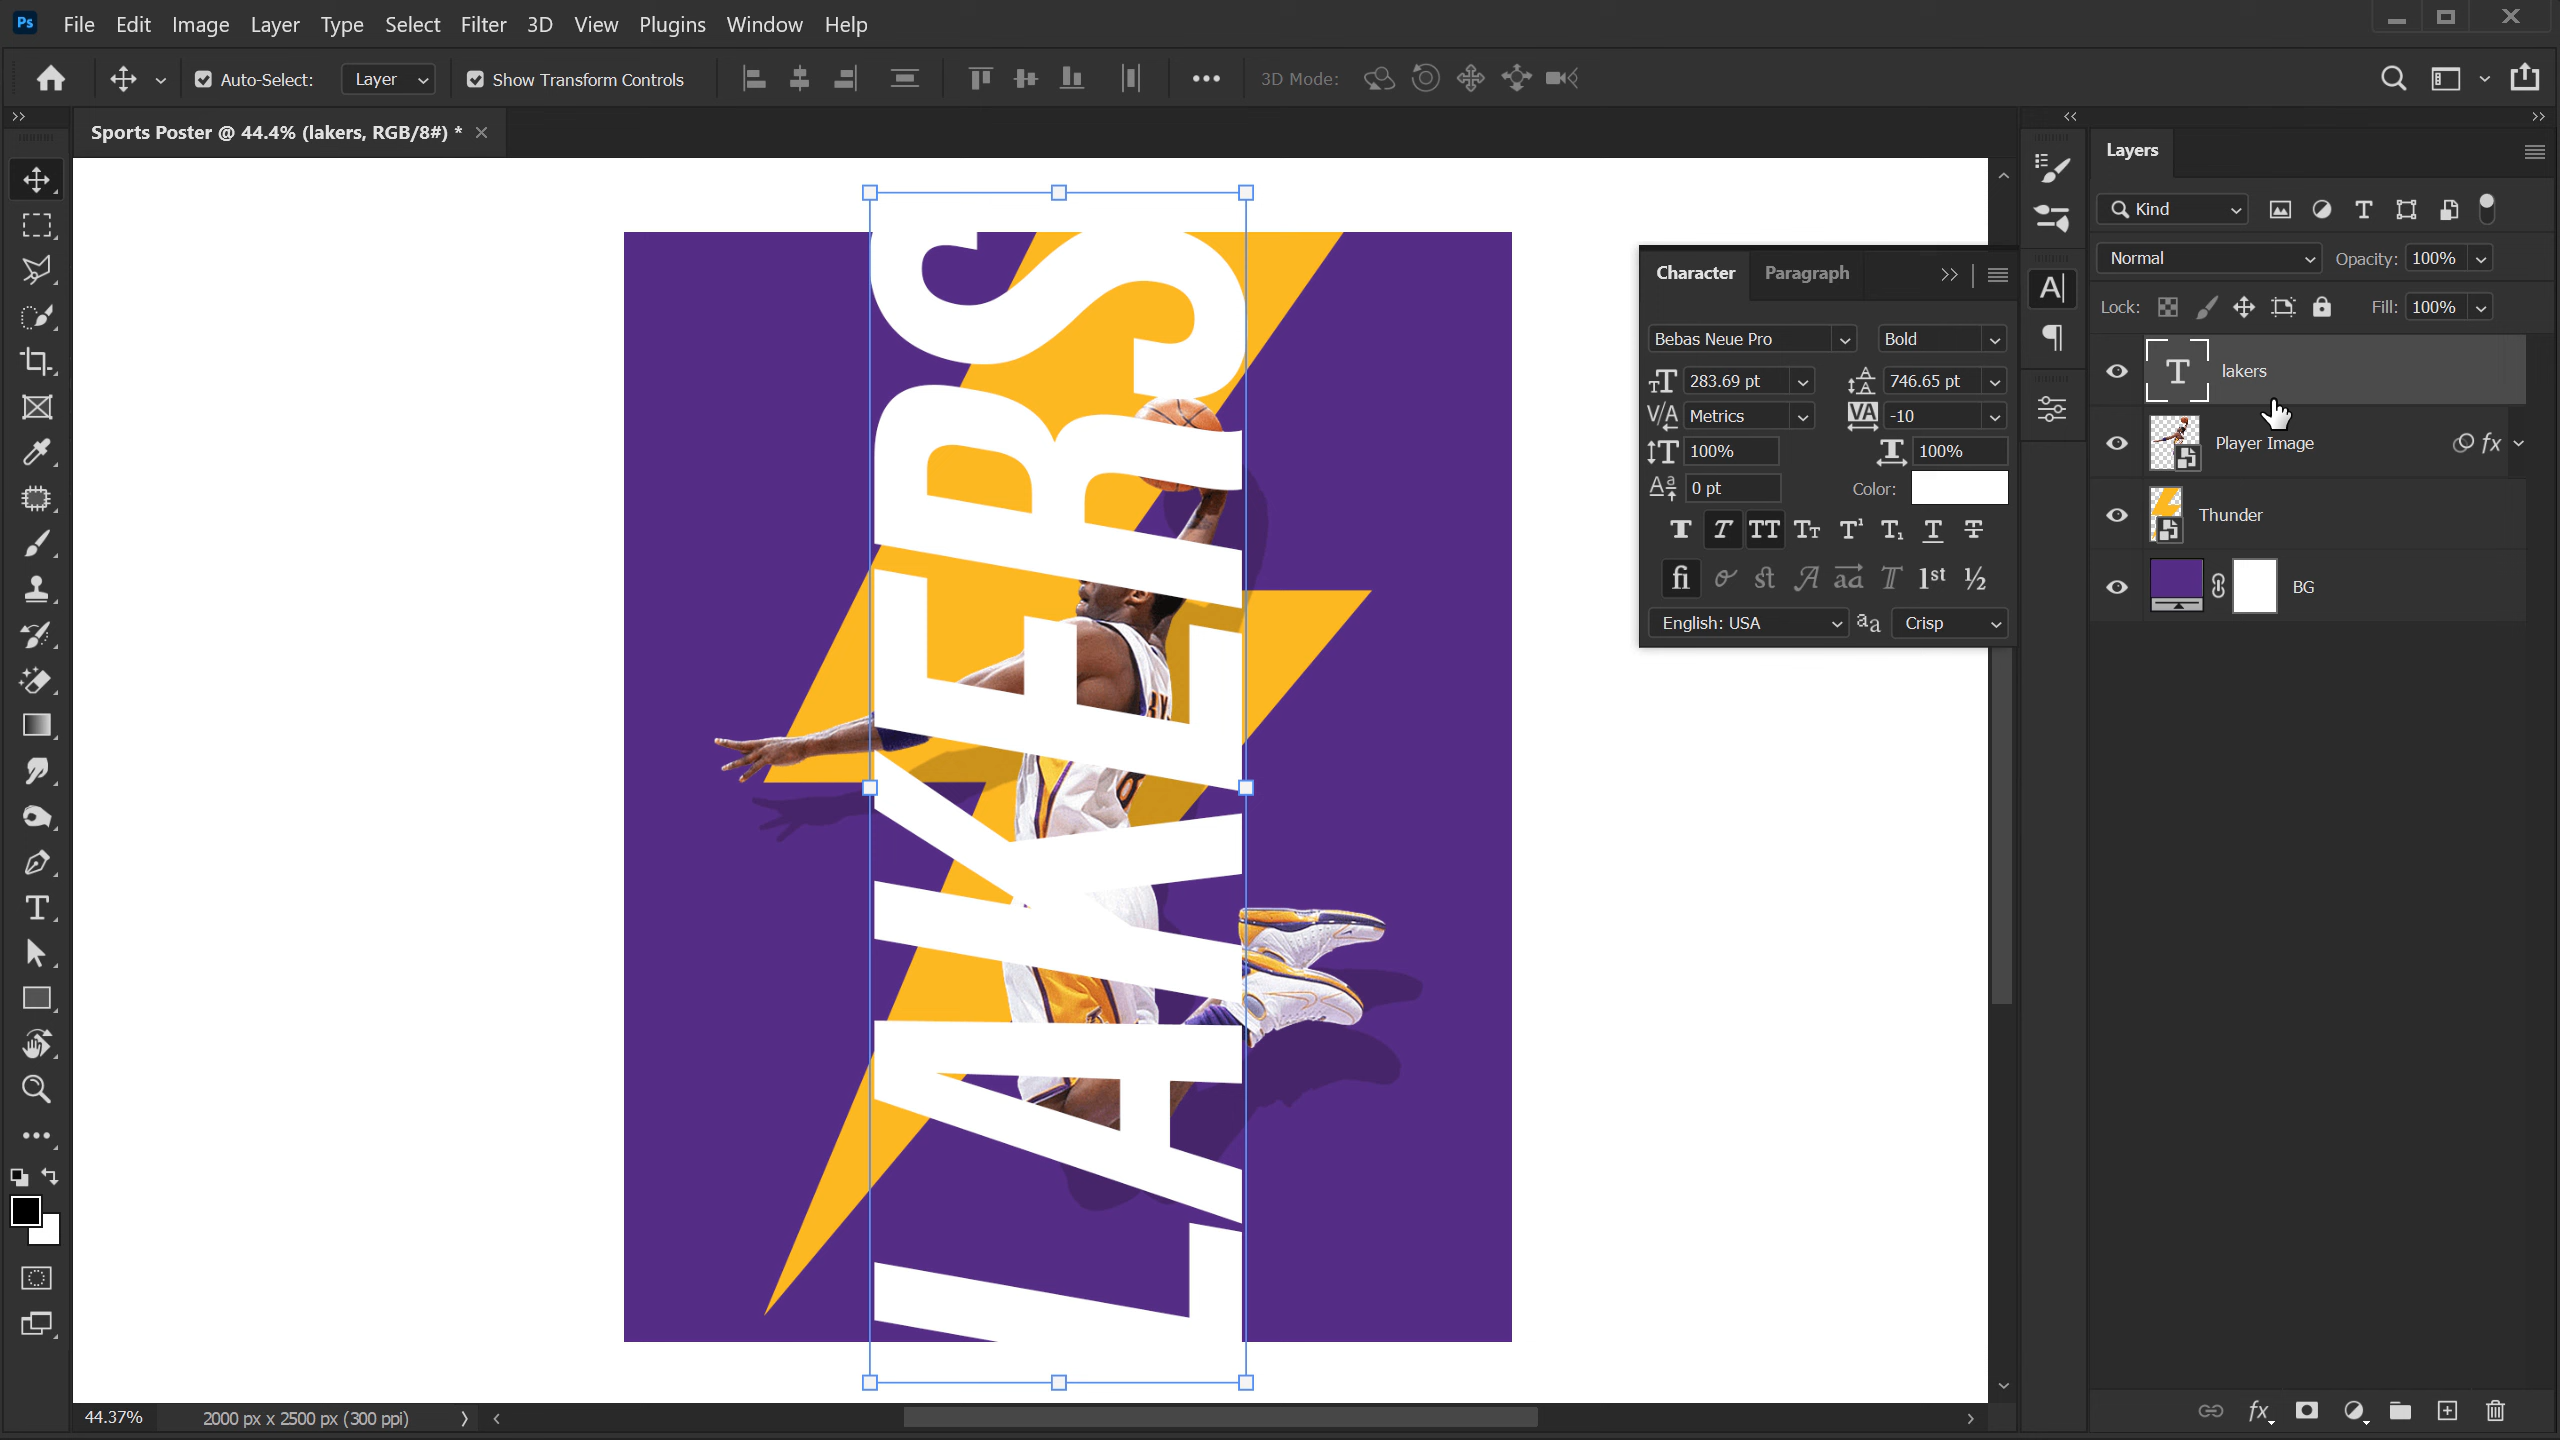 Ps File Edit Image Layer Type Select Filter 3D View Plugins Window Help
Auto-Select: Layer Show Transform Controls 3D Mode:
Sports Poster @ 44.4% (lakers, RGB/8#) *
LAKERS
Character Paragraph
Bebas Neue Pro Bold
283.69 pt 746.65 pt
Metrics -10
100% 100%
0 pt Color:
English: USA Crisp
Layers
Kind
Normal Opacity: 100%
Lock: Fill: 100%
lakers
Player Image fx
Thunder
BG
44.37% 2000 px x 2500 px (300 ppi)
fx